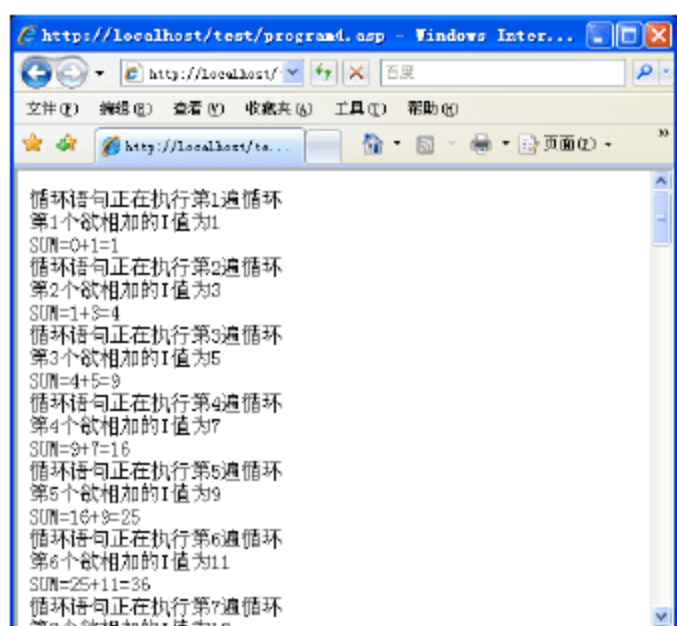 http://localhost/test/program4.asp - Windows Inter...
http://localhost/
百度
文件(F) 编辑(E) 查看(V) 收藏夹(A) 工具(T) 帮助(H)
http://localhost/te... 页面(P)
循环语句正在执行第1遍循环
第1个欲相加的I值为1
SUM=0+1=1
循环语句正在执行第2遍循环
第2个欲相加的I值为3
SUM=1+3=4
循环语句正在执行第3遍循环
第3个欲相加的I值为5
SUM=4+5=9
循环语句正在执行第4遍循环
第4个欲相加的I值为7
SUM=9+7=16
循环语句正在执行第5遍循环
第5个欲相加的I值为9
SUM=16+9=25
循环语句正在执行第6遍循环
第6个欲相加的I值为11
SUM=25+11=36
循环语句正在执行第7遍循环